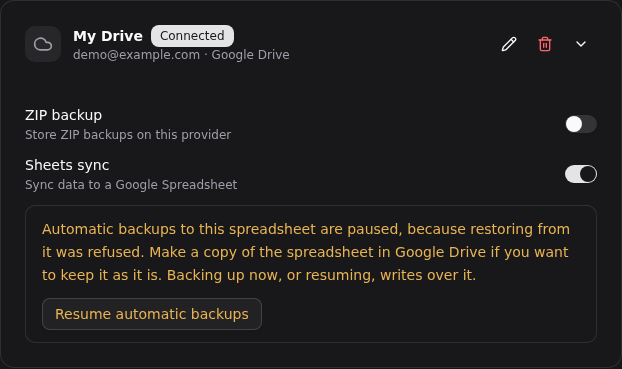 My Drive Connected
demo@example.com · Google Drive
ZIP backup
Store ZIP backups on this provider
Sheets sync
Sync data to a Google Spreadsheet
Automatic backups to this spreadsheet are paused, because restoring from
it was refused. Make a copy of the spreadsheet in Google Drive if you want
to keep it as it is. Backing up now, or resuming, writes over it.
Resume automatic backups